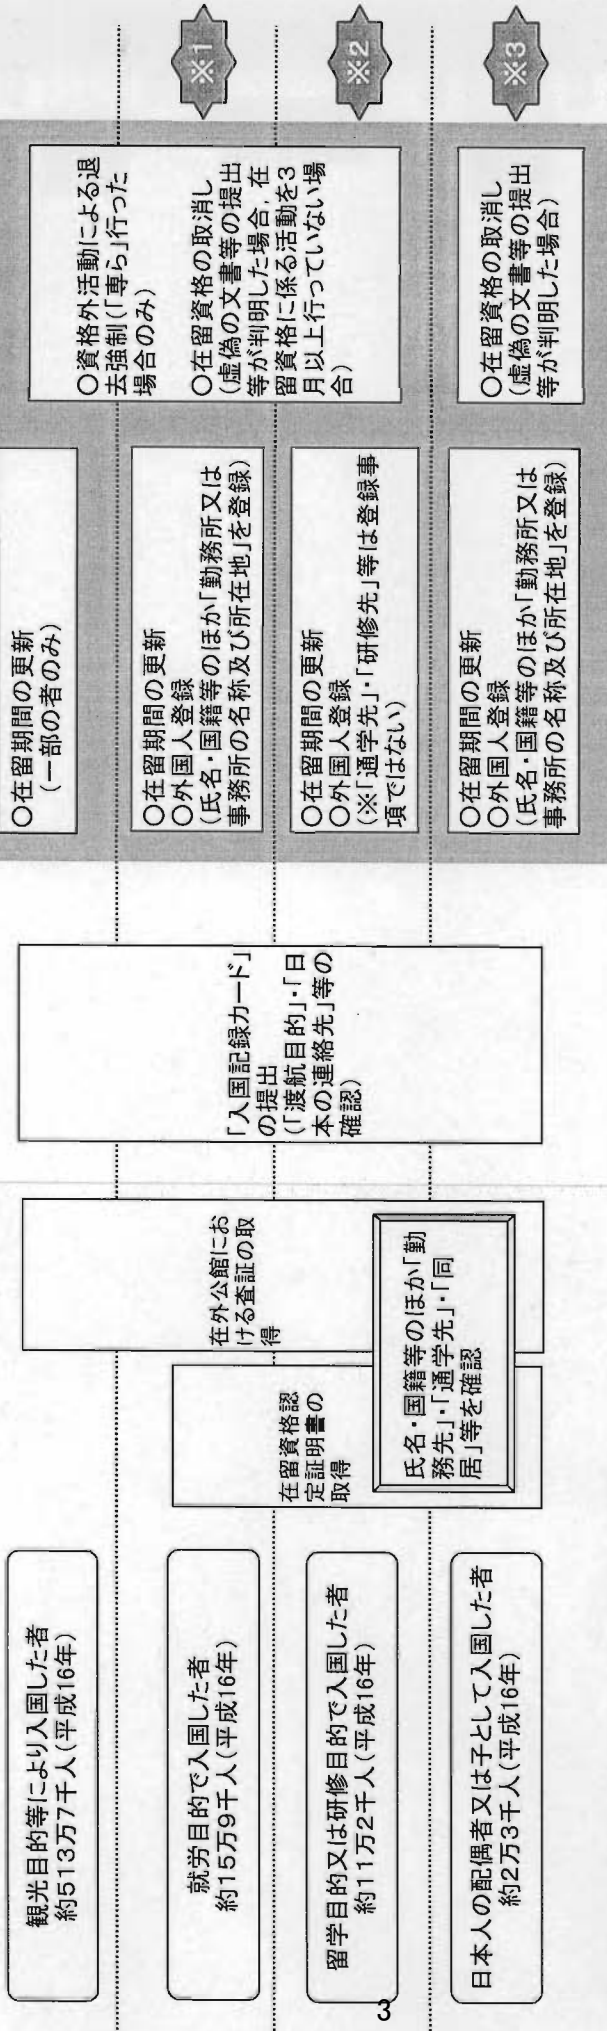 観光目的等により入国した者
約513万7千人(平成16年)
就労目的で入国した者
約15万9千人(平成16年)
留学目的又は研修目的で入国した者
約11万2千人(平成16年)
日本人の配偶者又は子として入国した者
約2万3千人(平成16年)
在留資格認
定証明書の
取得
在外公館にお
ける査証の取
得
氏名・国籍等のほか「勤
務先」・「通学先」・「同
居」等を確認
「入国記録カード」
の提出
(「渡航目的」・「日
本の連絡先」等の
確認)
○在留期間の更新
(一部の者のみ)
○在留期間の更新
○外国人登録
(氏名・国籍等のほか「勤務所又は
事務所の名称及び所在地」を登録)
○在留期間の更新
○外国人登録
(※「通学先」・「研修先」等は登録事
項ではない)
○在留期間の更新
○外国人登録
(氏名・国籍等のほか「勤務所又は
事務所の名称及び所在地」を登録)
○資格外活動による退
去強制(「専ら」行った
場合のみ)
○在留資格の取消し
(虚偽の文書等の提出
等が判明した場合、在
留資格に係る活動を3
月以上行っていない場
合)
○在留資格の取消し
(虚偽の文書等の提出
等が判明した場合)
※1
※2
※3
3